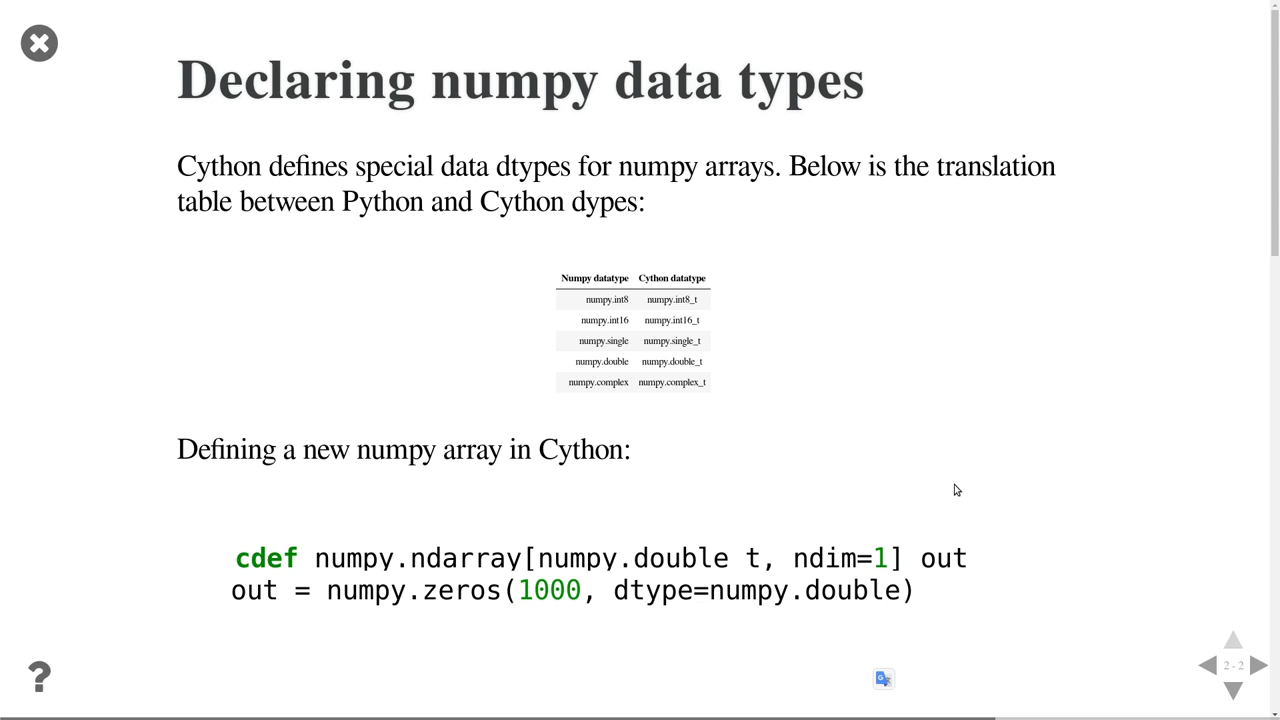 Declaring numpy data types
Cython defines special data dtypes for numpy arrays. Below is the translation
table between Python and Cython dypes:
Numpy datatype Cython datatype
numpy.int8 numpy.int8_t
numpy.int16 numpy.int16_t
numpy.single numpy.single_t
numpy.double numpy.double_t
numpy.complex numpy.complex_t
Defining a new numpy array in Cython:
cdef numpy.ndarray[numpy.double t, ndim=1] out
out = numpy.zeros(1000, dtype=numpy.double)
?
2 - 2